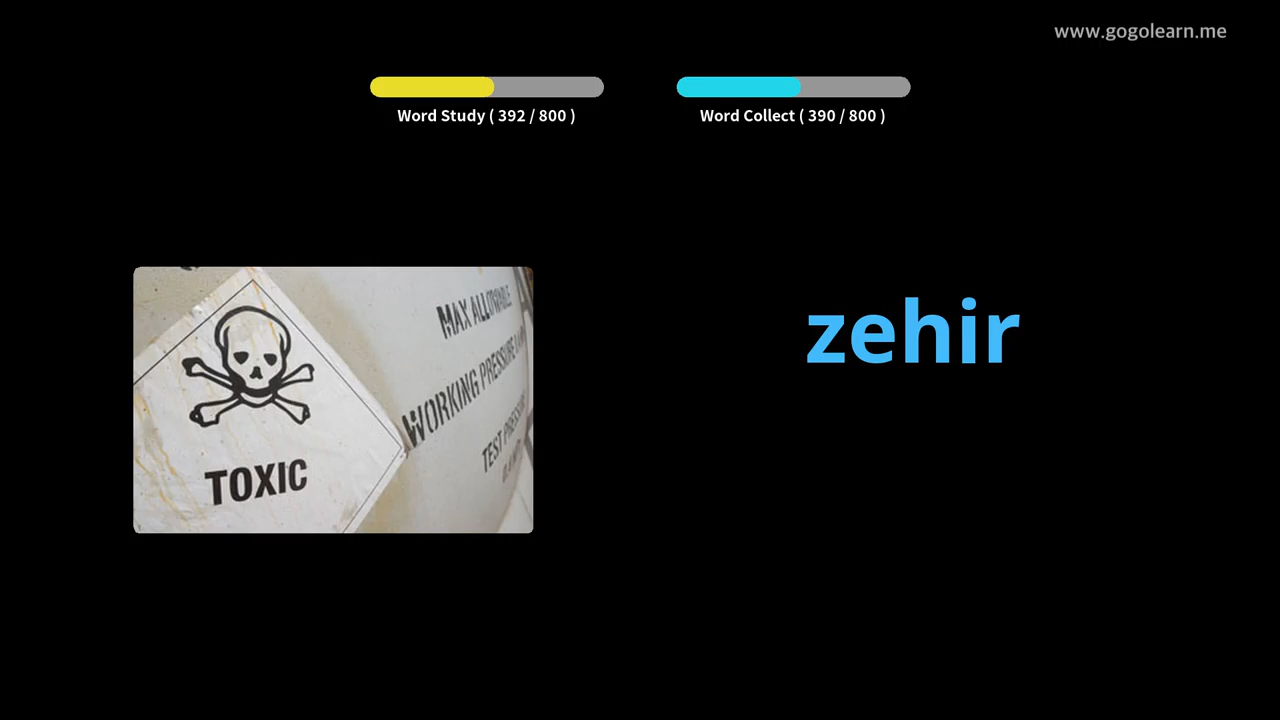 www.gogolearn.me
Word Study ( 392 / 800 )
Word Collect ( 390 / 800 )
zehir
TOXIC
MAX ALLOWABLE
WORKING PRESSURE
TEST PRESSURE